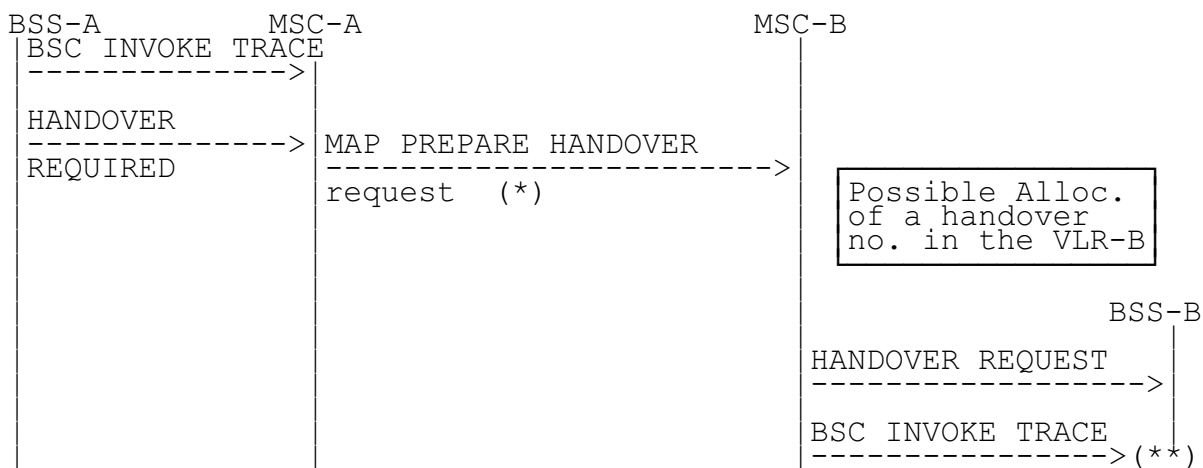 BSS-A MSC-A MSC-B
BSC INVOKE TRACE
HANDOVER
REQUIRED
MAP PREPARE HANDOVER
request (*)
Possible Alloc.
of a handover
no. in the VLR-B
BSS-B
HANDOVER REQUEST
BSC INVOKE TRACE
(**)